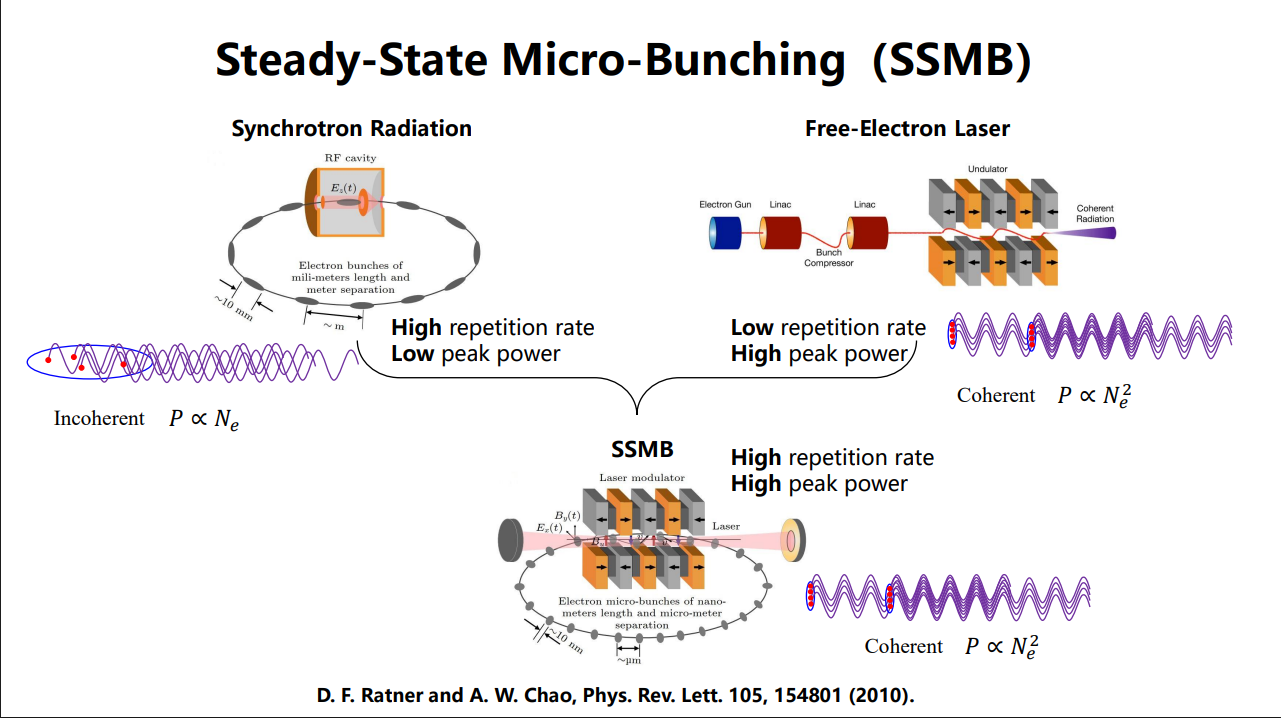 Steady-State Micro-Bunching (SSMB)
Synchrotron Radiation
RF cavity
E_z(t)
Electron bunches of
mili-meters length and
meter separation
~10 mm
~ m
High repetition rate
Low peak power
Incoherent P ∝ N_e
Free-Electron Laser
Undulator
Electron Gun
Linac
Linac
Bunch
Compressor
Coherent
Radiation
Low repetition rate
High peak power
Coherent P ∝ N_e^2
SSMB
High repetition rate
High peak power
Laser modulator
B_y(t)
E_x(t)
Laser
Electron micro-bunches of nano-
meters length and micro-meter
separation
~10 nm
~μm
Coherent P ∝ N_e^2
D. F. Ratner and A. W. Chao, Phys. Rev. Lett. 105, 154801 (2010).